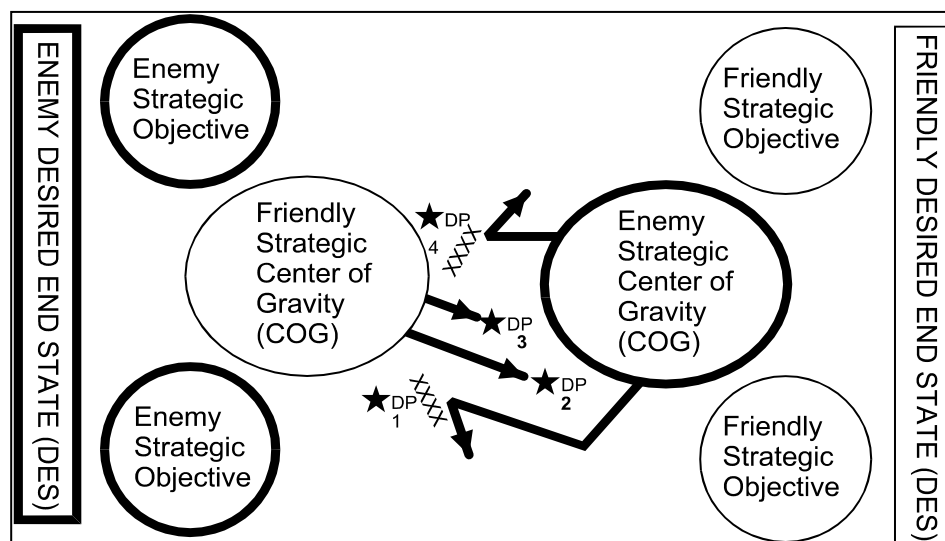 ENEMY DESIRED END STATE (DES)
Enemy
Strategic
Objective
Friendly
Strategic
Objective
FRIENDLY DESIRED END STATE (DES)
Friendly
Strategic
Center of
Gravity
(COG)
DP
4
XXXX
Enemy
Strategic
Center of
Gravity
(COG)
DP
3
DP
2
DP
1
XXXX
Enemy
Strategic
Objective
Friendly
Strategic
Objective